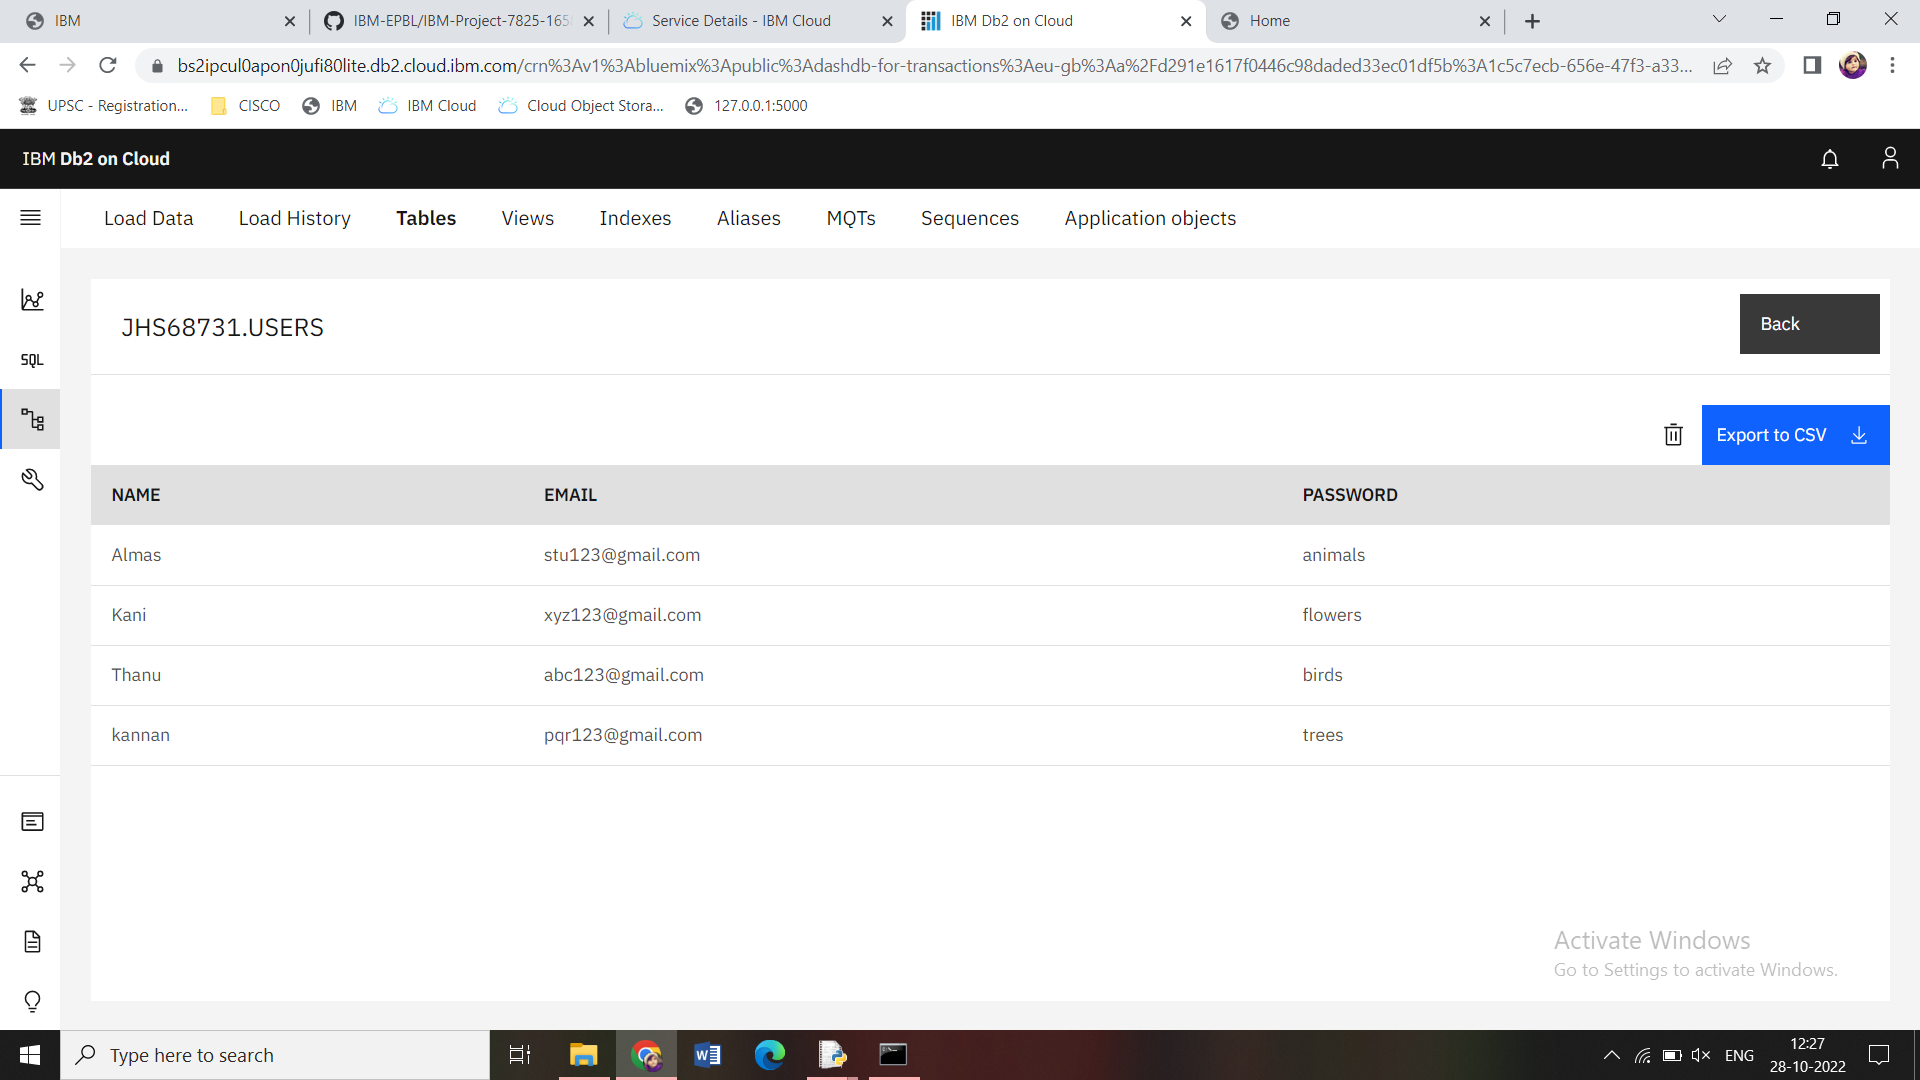 IBM
IBM-EPBL/IBM-Project-7825-165
Service Details - IBM Cloud
IBM Db2 on Cloud
Home
bs2ipcul0apon0jufi80lite.db2.cloud.ibm.com/crn%3Av1%3Abluemix%3Apublic%3Adashdb-for-transactions%3Aeu-gb%3Aa%2Fd291e1617f0446c98daded33ec01df5b%3A1c5c7ecb-656e-47f3-a33...
UPSC - Registration...
CISCO
IBM
IBM Cloud
Cloud Object Stora...
127.0.0.1:5000
IBM Db2 on Cloud
Load Data
Load History
Tables
Views
Indexes
Aliases
MQTs
Sequences
Application objects
SQL
JHS68731.USERS
Back
Export to CSV
NAME EMAIL PASSWORD
Almas stu123@gmail.com animals
Kani xyz123@gmail.com flowers
Thanu abc123@gmail.com birds
kannan pqr123@gmail.com trees
Activate Windows
Go to Settings to activate Windows.
Type here to search
ENG
12:27
28-10-2022